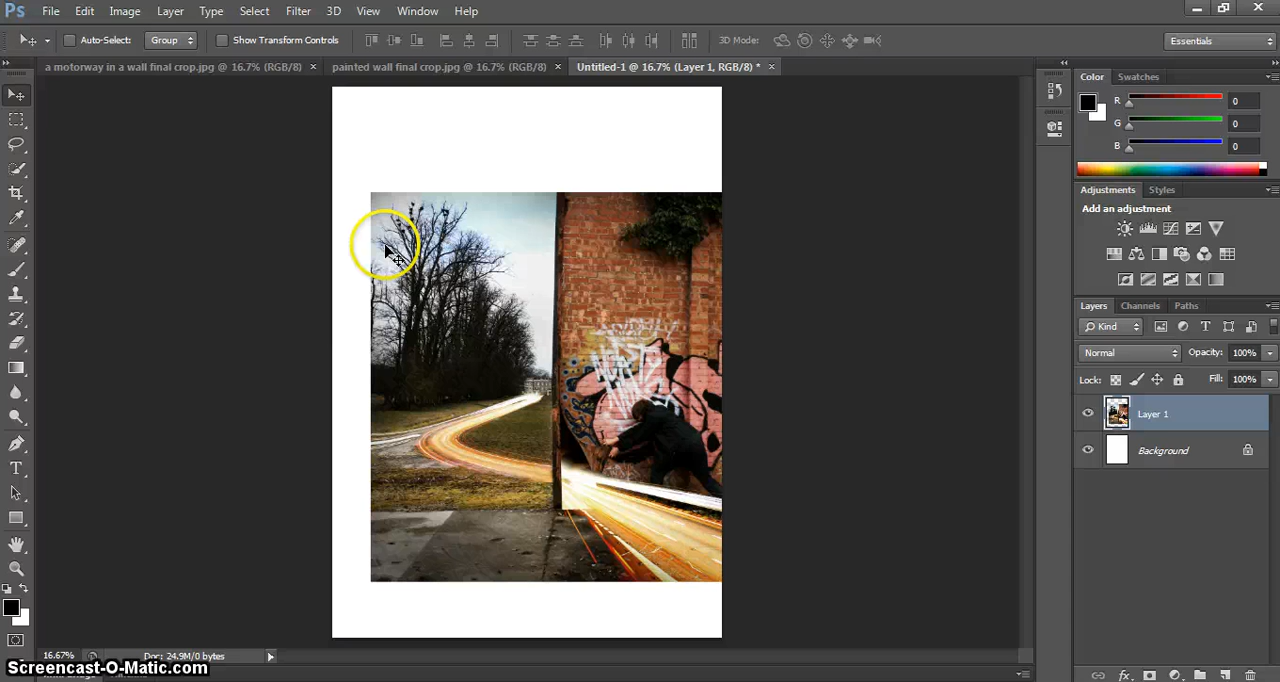 Ps File Edit Image Layer Type Select Filter 3D View Window Help
Auto-Select: Group Show Transform Controls 3D Mode: Essentials
a motorway in a wall final crop.jpg @ 16.7% (RGB/8) × painted wall final crop.jpg @ 16.7% (RGB/8) × Untitled-1 @ 16.7% (Layer 1, RGB/8) * ×
Color Swatches
R 0
G 0
B 0
Adjustments Styles
Add an adjustment
Layers Channels Paths
Kind
Normal Opacity: 100%
Lock: Fill: 100%
Layer 1
Background
16.67% Doc: 24.9M/0 bytes
Screencast-O-Matic.com